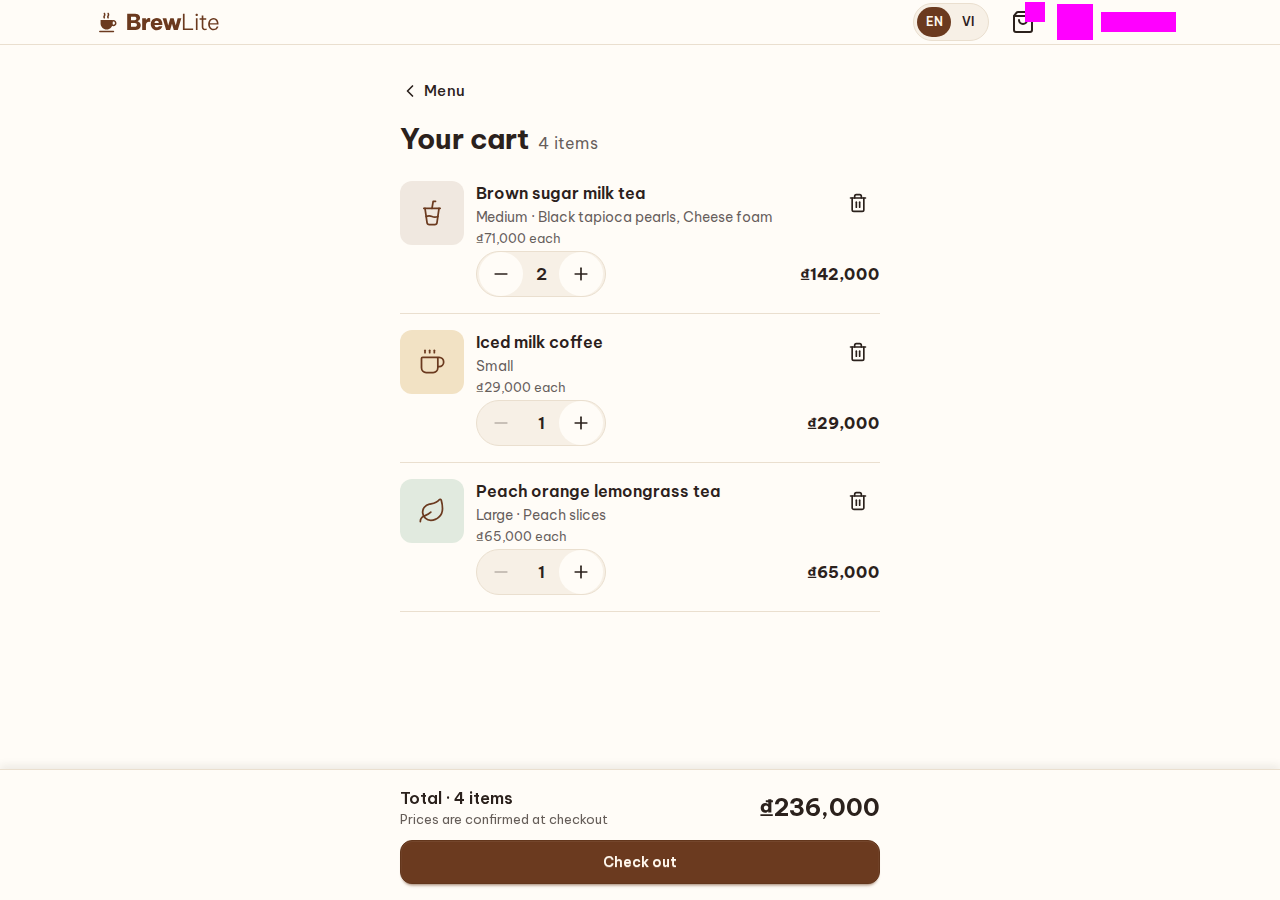 BrewLite
EN VI
Menu
Your cart 4 items
Brown sugar milk tea
Medium · Black tapioca pearls, Cheese foam
₫71,000 each
2
₫142,000
Iced milk coffee
Small
₫29,000 each
1
₫29,000
Peach orange lemongrass tea
Large · Peach slices
₫65,000 each
1
₫65,000
Total · 4 items
₫236,000
Prices are confirmed at checkout
Check out